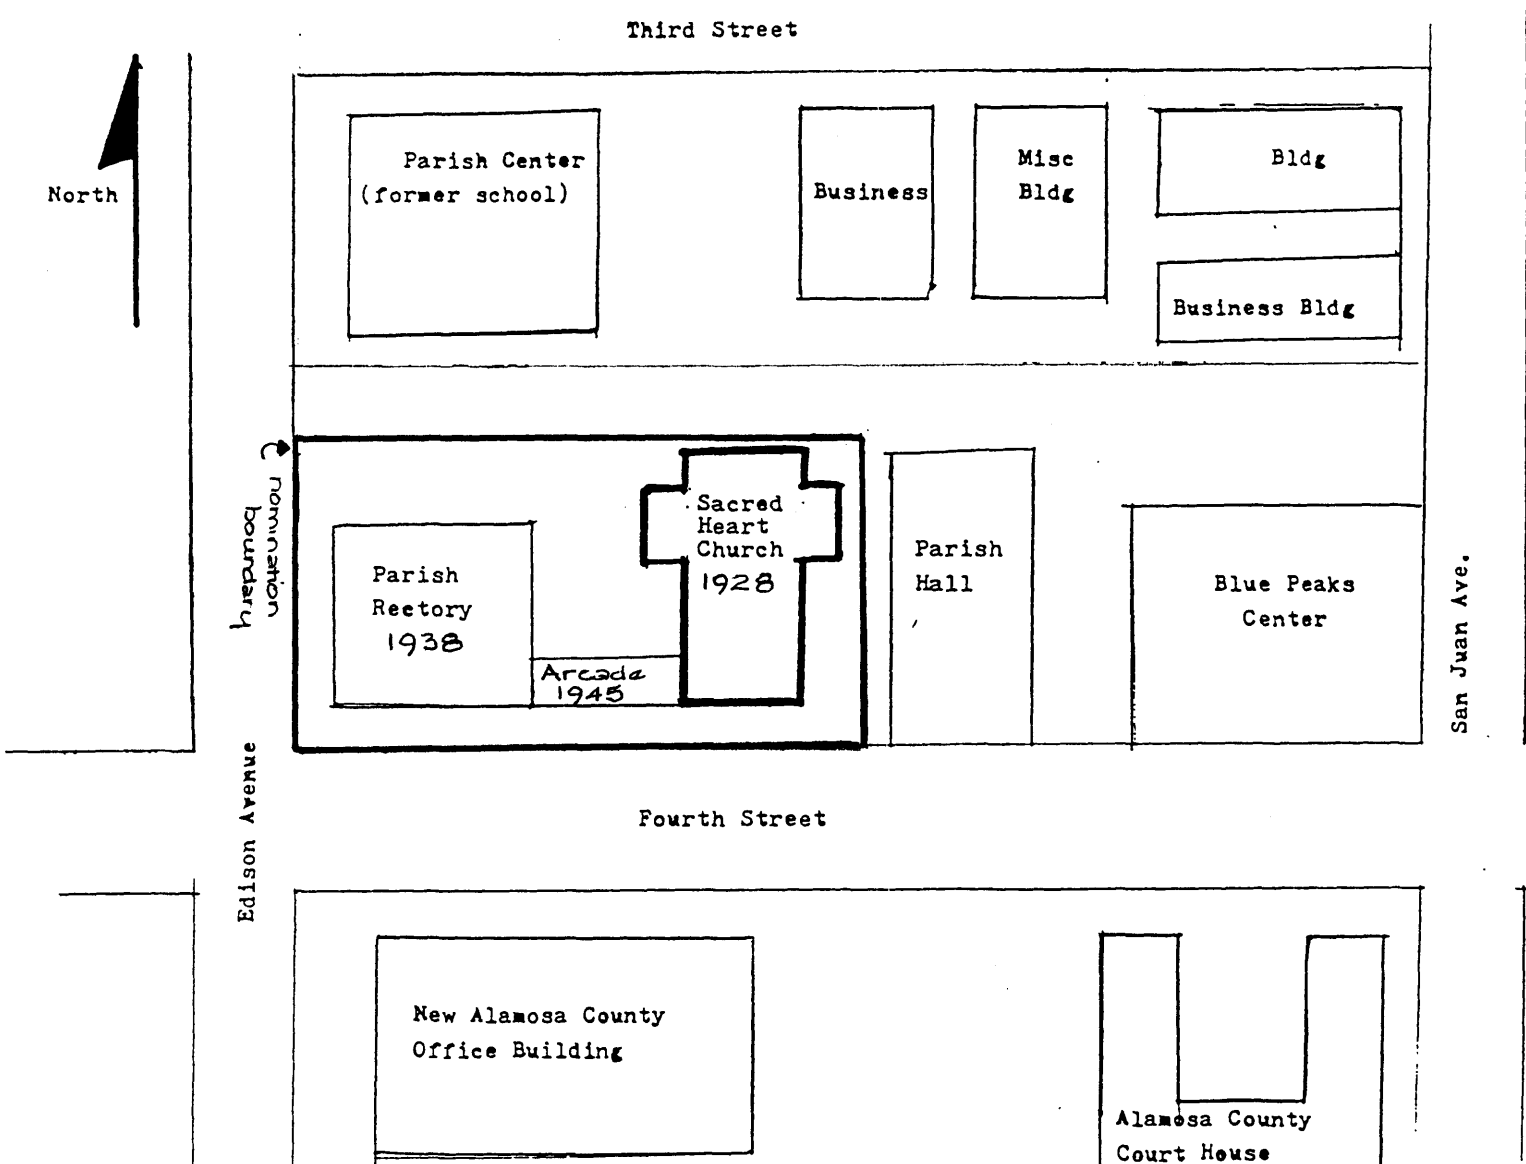 Third Street
North
Parish Center
(former school)
Business
Misc
Bldg
Bldg
Business Bldg
nomination
boundary
Sacred
Heart
Church
1928
Parish
Rectory
1938
Arcade
1945
Parish
Hall
Blue Peaks
Center
San Juan Ave.
Edison Avenue
Fourth Street
New Alamosa County
Office Building
Alamosa County
Court House